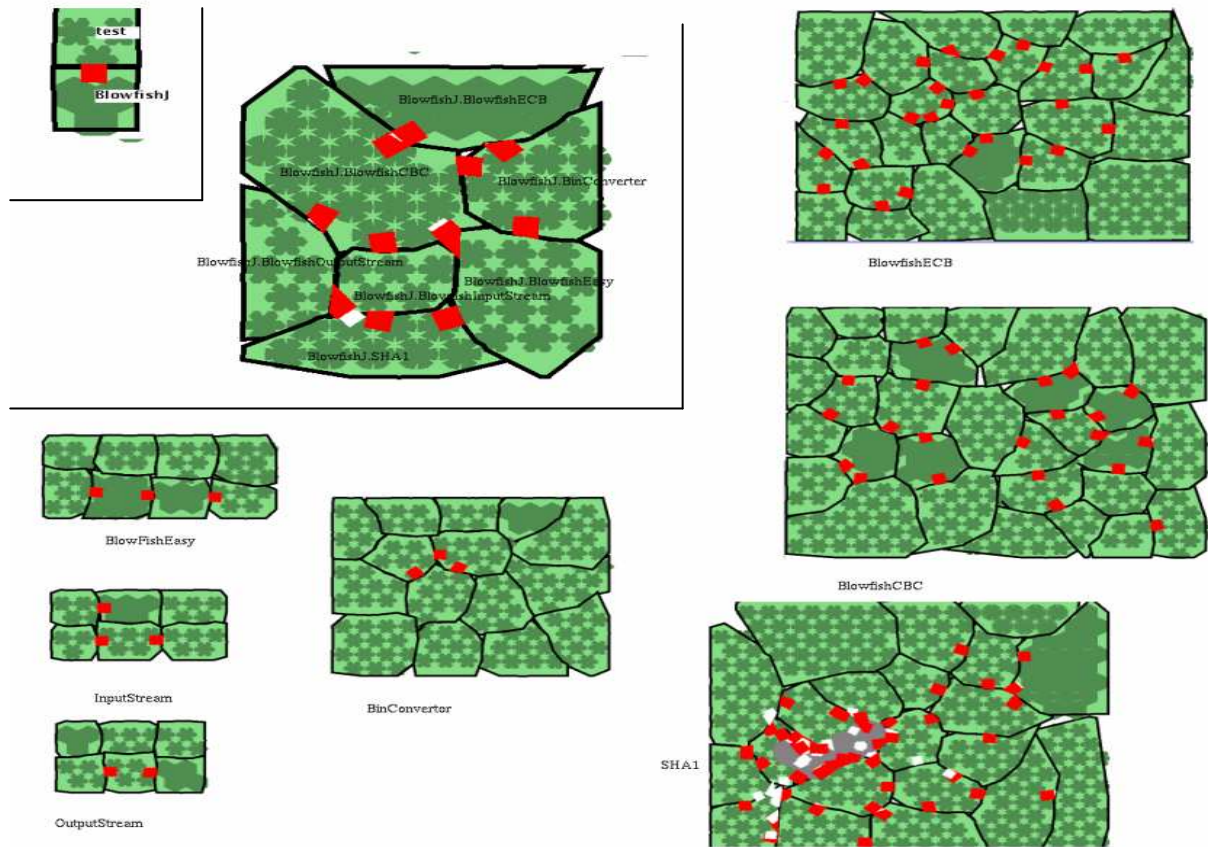 test
BlowfishJ
BlowfishJ.BlowfishECB
BlowfishJ.BlowfishCBC
BlowfishJ.BinConverter
BlowfishJ.BlowfishOutputStream
BlowfishJ.BlowfishEasy
BlowfishJ.BlowfishInputStream
BlowfishJ.SHA1
BlowfishECB
BlowFishEasy
BlowfishCBC
InputStream
BinConvertor
SHA1
OutputStream